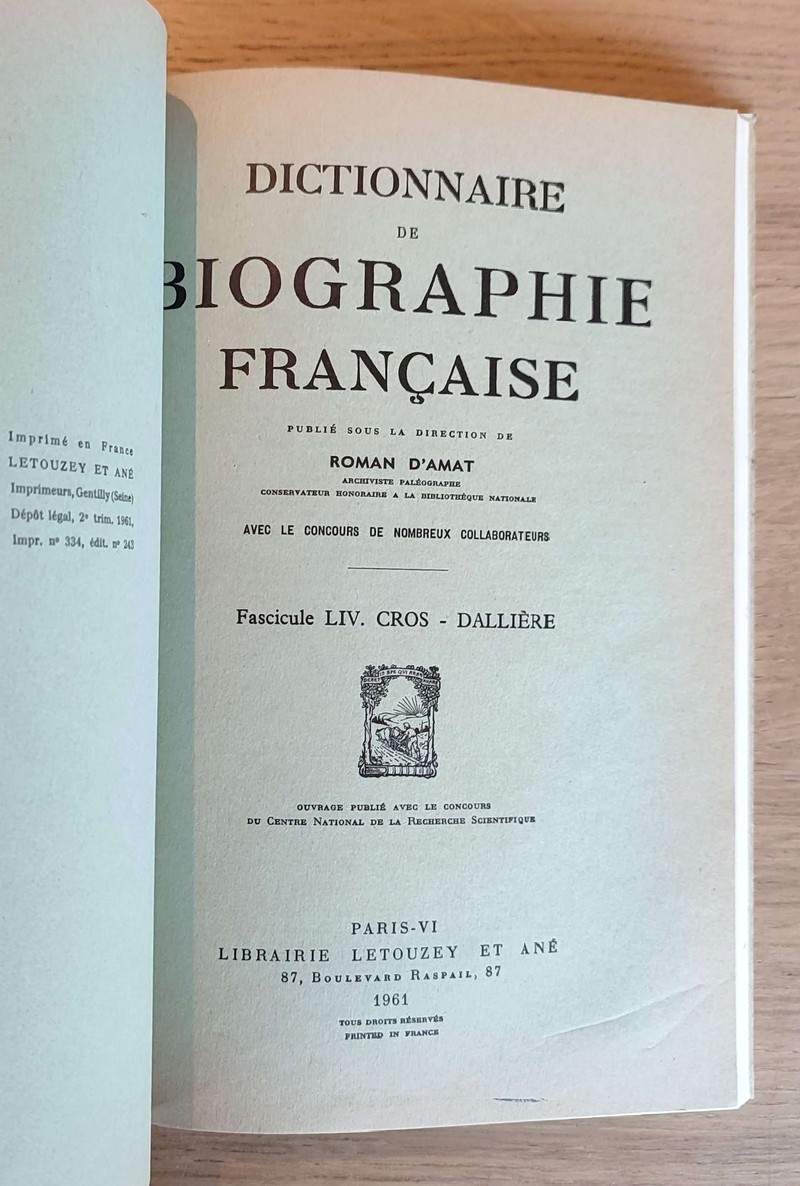 Imprimé en France
LETOUZEY ET ANÉ
Imprimeurs, Gentilly (Seine)
Dépôt légal, 2e trim. 1961,
Impr. nº 334, édit. nº 243
DICTIONNAIRE
DE
BIOGRAPHIE
FRANÇAISE
PUBLIÉ SOUS LA DIRECTION DE
ROMAN D'AMAT
ARCHIVISTE PALÉOGRAPHE
CONSERVATEUR HONORAIRE A LA BIBLIOTHÈQUE NATIONALE
AVEC LE CONCOURS DE NOMBREUX COLLABORATEURS
Fascicule LIV. CROS - DALLIÈRE
OUVRAGE PUBLIÉ AVEC LE CONCOURS
DU CENTRE NATIONAL DE LA RECHERCHE SCIENTIFIQUE
PARIS-VI
LIBRAIRIE LETOUZEY ET ANÉ
87, BOULEVARD RASPAIL, 87
1961
TOUS DROITS RÉSERVÉS
PRINTED IN FRANCE